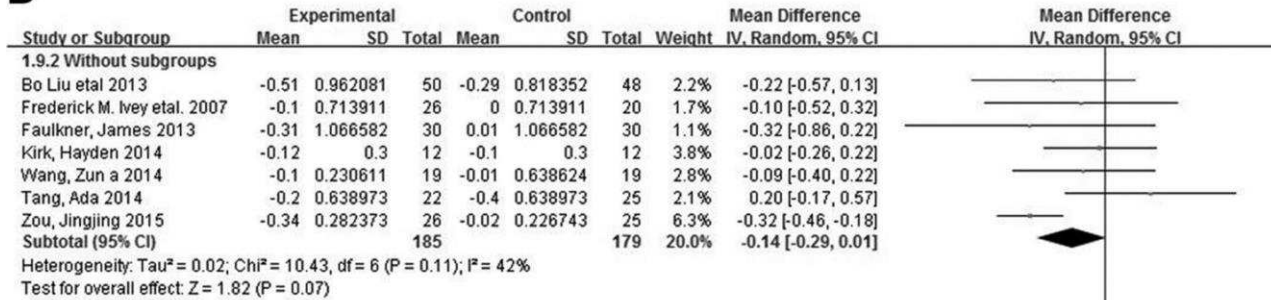 Experimental Control Mean Difference Mean Difference
Study or Subgroup Mean SD Total Mean SD Total Weight IV, Random, 95% CI IV, Random, 95% CI
1.9.2 Without subgroups
Bo Liu etal 2013 -0.51 0.962081 50 -0.29 0.818352 48 2.2% -0.22 [-0.57, 0.13]
Frederick M. Ivey etal. 2007 -0.1 0.713911 26 0 0.713911 20 1.7% -0.10 [-0.52, 0.32]
Faulkner, James 2013 -0.31 1.066582 30 0.01 1.066582 30 1.1% -0.32 [-0.86, 0.22]
Kirk, Hayden 2014 -0.12 0.3 12 -0.1 0.3 12 3.8% -0.02 [-0.26, 0.22]
Wang, Zun a 2014 -0.1 0.230611 19 -0.01 0.638624 19 2.8% -0.09 [-0.40, 0.22]
Tang, Ada 2014 -0.2 0.638973 22 -0.4 0.638973 25 2.1% 0.20 [-0.17, 0.57]
Zou, Jingjing 2015 -0.34 0.282373 26 -0.02 0.226743 25 6.3% -0.32 [-0.46, -0.18]
Subtotal (95% CI) 185 179 20.0% -0.14 [-0.29, 0.01]
Heterogeneity: Tau² = 0.02; Chi² = 10.43, df = 6 (P = 0.11); I² = 42%
Test for overall effect: Z = 1.82 (P = 0.07)